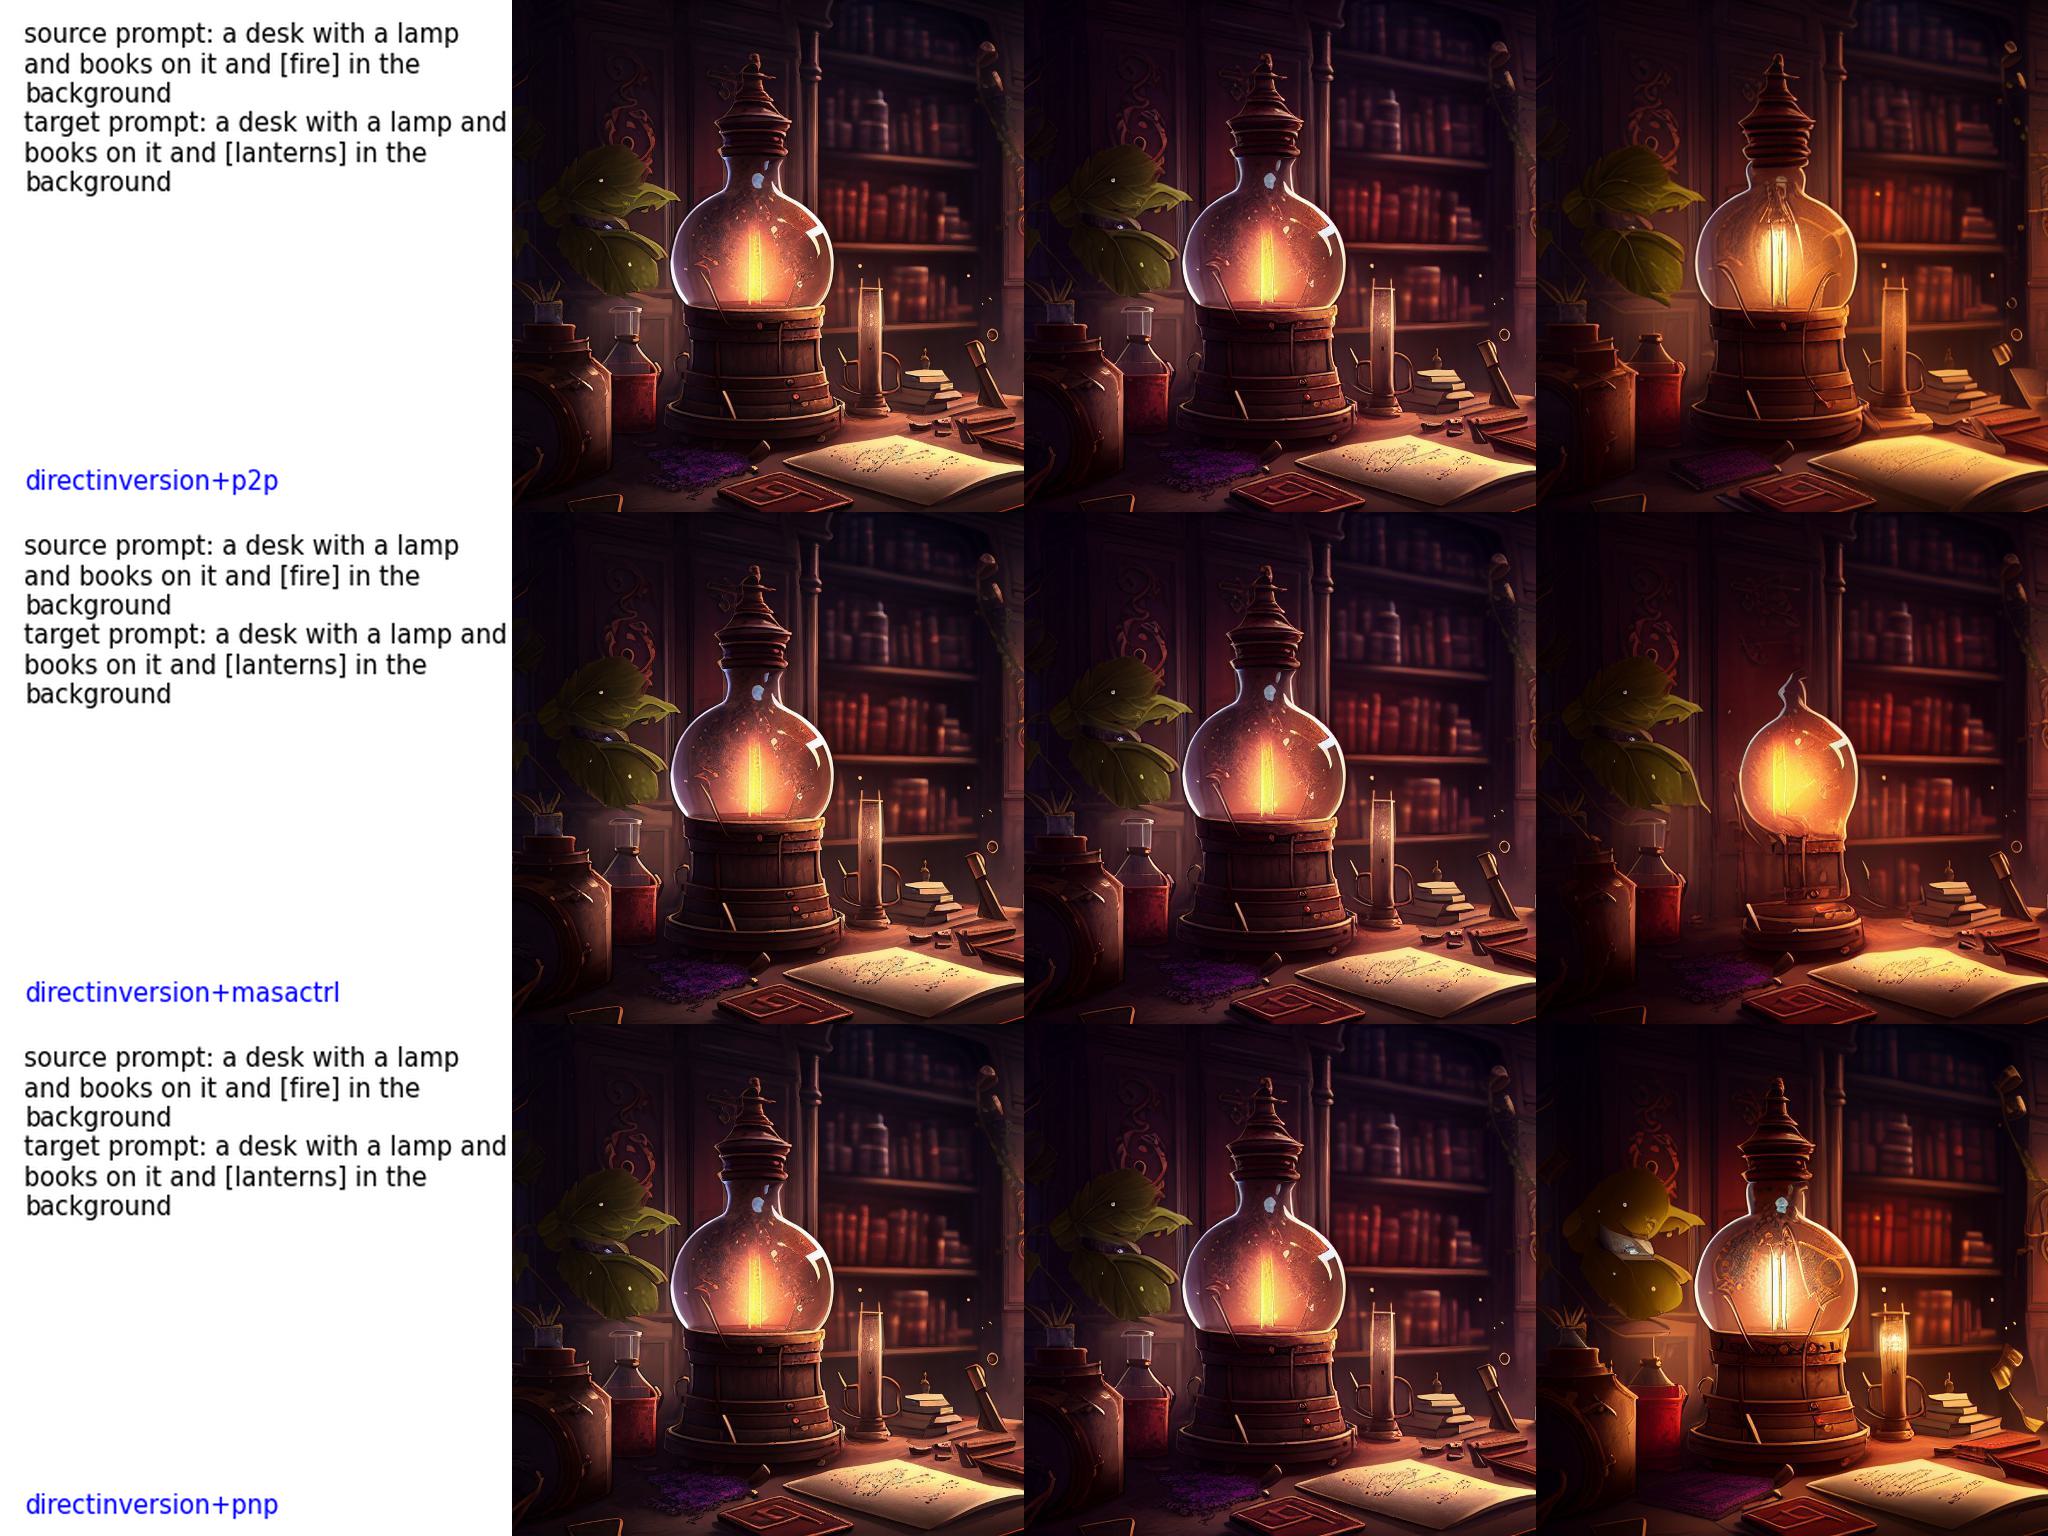 source prompt: a desk with a lamp
and books on it and [fire] in the
background
target prompt: a desk with a lamp and
books on it and [lanterns] in the
background
directinversion+p2p
source prompt: a desk with a lamp
and books on it and [fire] in the
background
target prompt: a desk with a lamp and
books on it and [lanterns] in the
background
directinversion+masactrl
source prompt: a desk with a lamp
and books on it and [fire] in the
background
target prompt: a desk with a lamp and
books on it and [lanterns] in the
background
directinversion+pnp